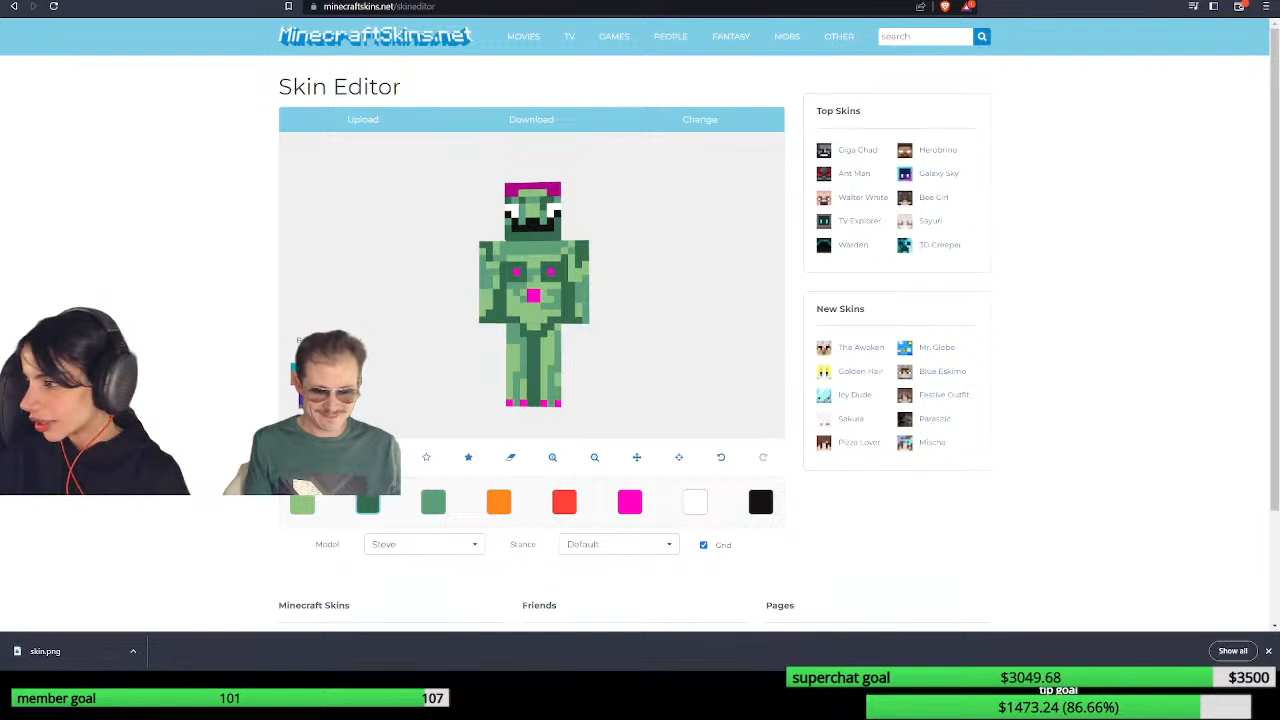 minecraftskins.net/skineditor
MinecraftSkins.net
MOVIES
TV
GAMES
PEOPLE
FANTASY
MOBS
OTHER
search
Skin Editor
Upload
Download
Change
Top Skins
Giga Chad
Herobrine
Ant Man
Galaxy Sky
Walter White
Bee Girl
TV Explorer
Sayuri
Warden
TD Creeper
New Skins
The Awoken
Mr. Globe
Golden Hair
Blue Eskimo
Icy Dude
Festive Outfit
Sakura
Parasitic
Pizza Lover
Mischa
Model
Steve
Stance
Default
Grid
Minecraft Skins
Friends
Pages
skin.png
Show all
member goal
101
107
superchat goal
$3049.68
$3500
tip goal
$1473.24 (86.66%)